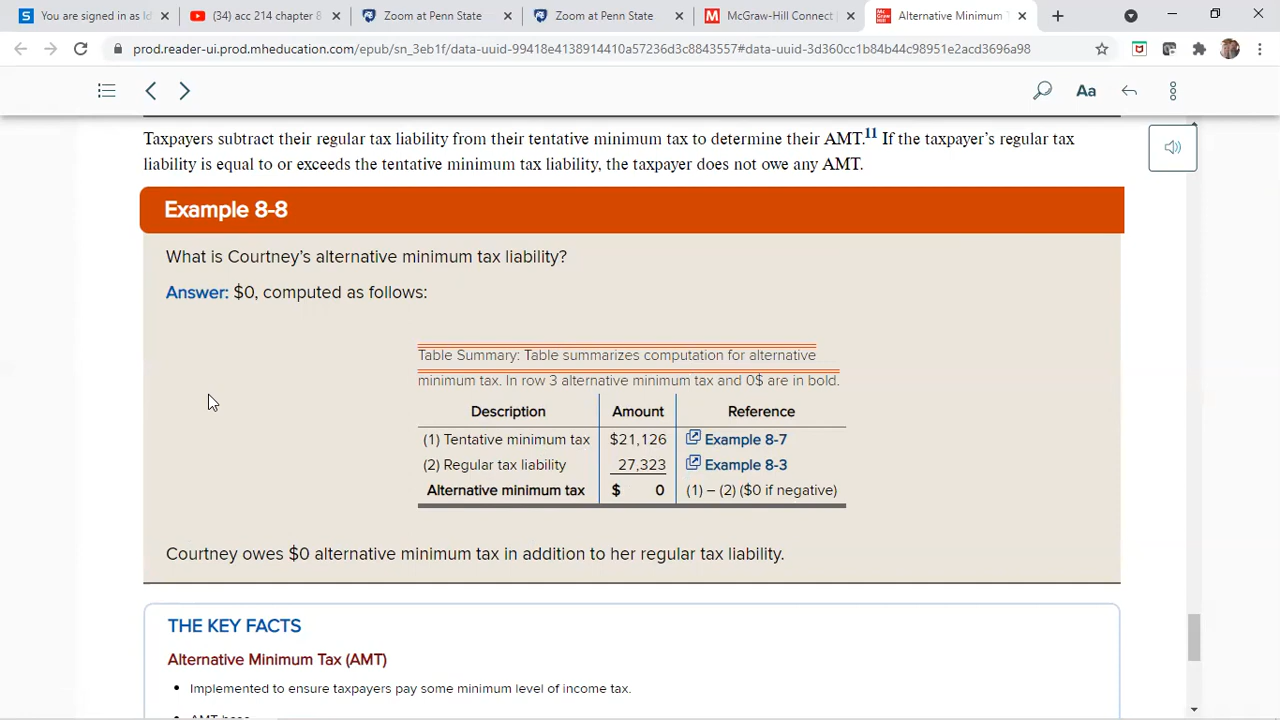 You are signed in as Id
(34) acc 214 chapter 8
Zoom at Penn State
Zoom at Penn State
McGraw-Hill Connect
Alternative Minimum T
prod.reader-ui.prod.mheducation.com/epub/sn_3eb1f/data-uuid-99418e4138914410a57236d3c8843557#data-uuid-3d360cc1b84b44c98951e2acd3696a98
Aa
Taxpayers subtract their regular tax liability from their tentative minimum tax to determine their AMT.11 If the taxpayer's regular tax
liability is equal to or exceeds the tentative minimum tax liability, the taxpayer does not owe any AMT.
Example 8-8
What is Courtney's alternative minimum tax liability?
Answer: $0, computed as follows:
Table Summary: Table summarizes computation for alternative
minimum tax. In row 3 alternative minimum tax and 0$ are in bold.
Description Amount Reference
(1) Tentative minimum tax $21,126 Example 8-7
(2) Regular tax liability 27,323 Example 8-3
Alternative minimum tax $ 0 (1) – (2) ($0 if negative)
Courtney owes $0 alternative minimum tax in addition to her regular tax liability.
THE KEY FACTS
Alternative Minimum Tax (AMT)
• Implemented to ensure taxpayers pay some minimum level of income tax.
• AMT base